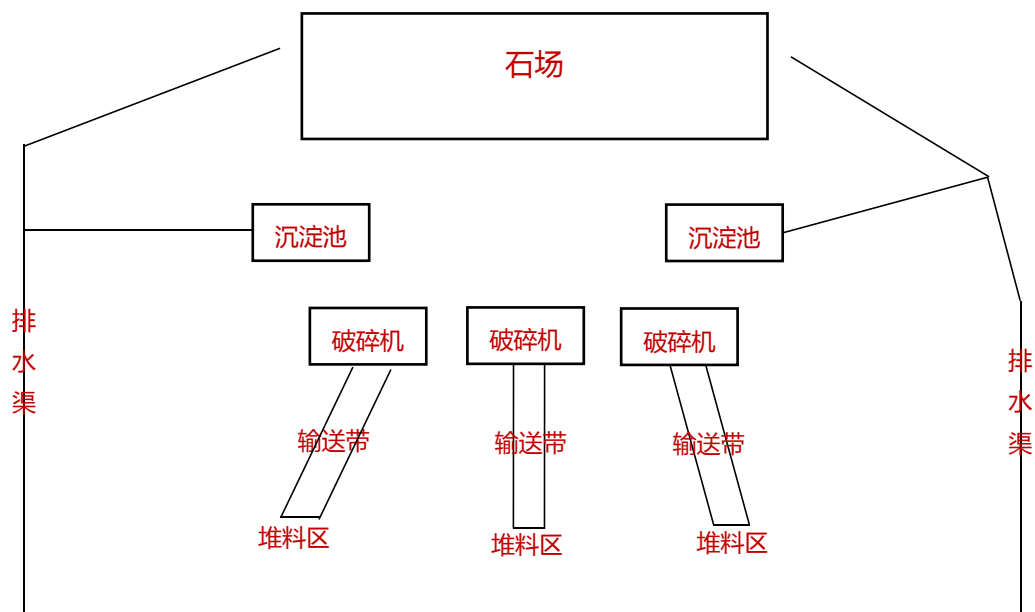 石场
沉淀池
沉淀池
破碎机
破碎机
破碎机
排水渠
排水渠
输送带
输送带
输送带
堆料区
堆料区
堆料区